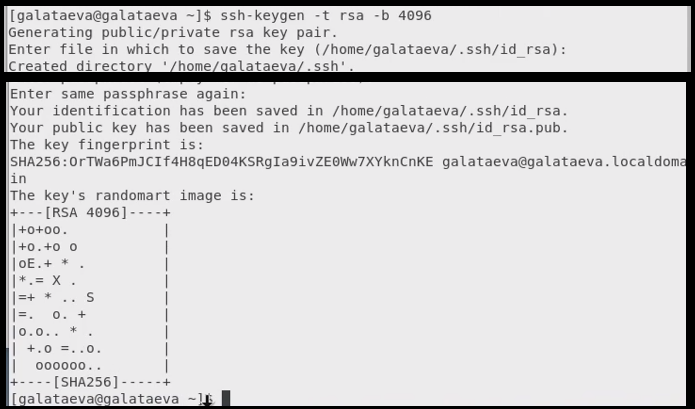 [galataeva@galataeva ~]$ ssh-keygen -t rsa -b 4096
Generating public/private rsa key pair.
Enter file in which to save the key (/home/galataeva/.ssh/id_rsa):
Created directory '/home/galataeva/.ssh'.
Enter same passphrase again:
Your identification has been saved in /home/galataeva/.ssh/id_rsa.
Your public key has been saved in /home/galataeva/.ssh/id_rsa.pub.
The key fingerprint is:
SHA256:OrTWa6PmJCIf4H8qED04KSRgIa9ivZE0Ww7XYknCnKE galataeva@galataeva.localdoma
in
The key's randomart image is:
+---[RSA 4096]----+
|+o+oo.           |
|+o.+o o          |
|oE.+ * .         |
|*.= X .          |
|=+ * .. S        |
|=.  o. +         |
|o.o.. * .        |
| +.o =..o.       |
|  oooooo..       |
+----[SHA256]-----+
[galataeva@galataeva ~]$